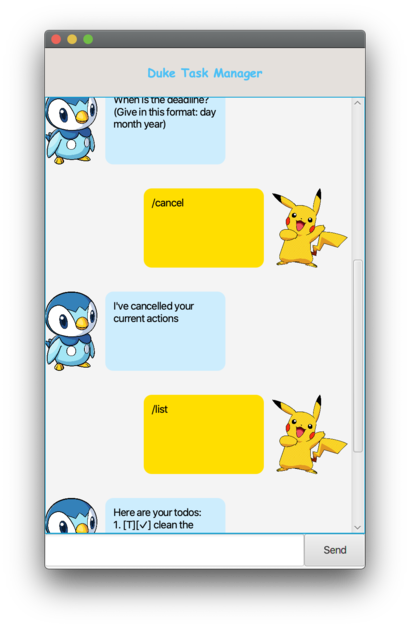 Duke Task Manager
When is the deadline?
(Give in this format: day
month year)
/cancel
I've cancelled your
current actions
/list
Here are your todos:
1. [T][✓] clean the
Send